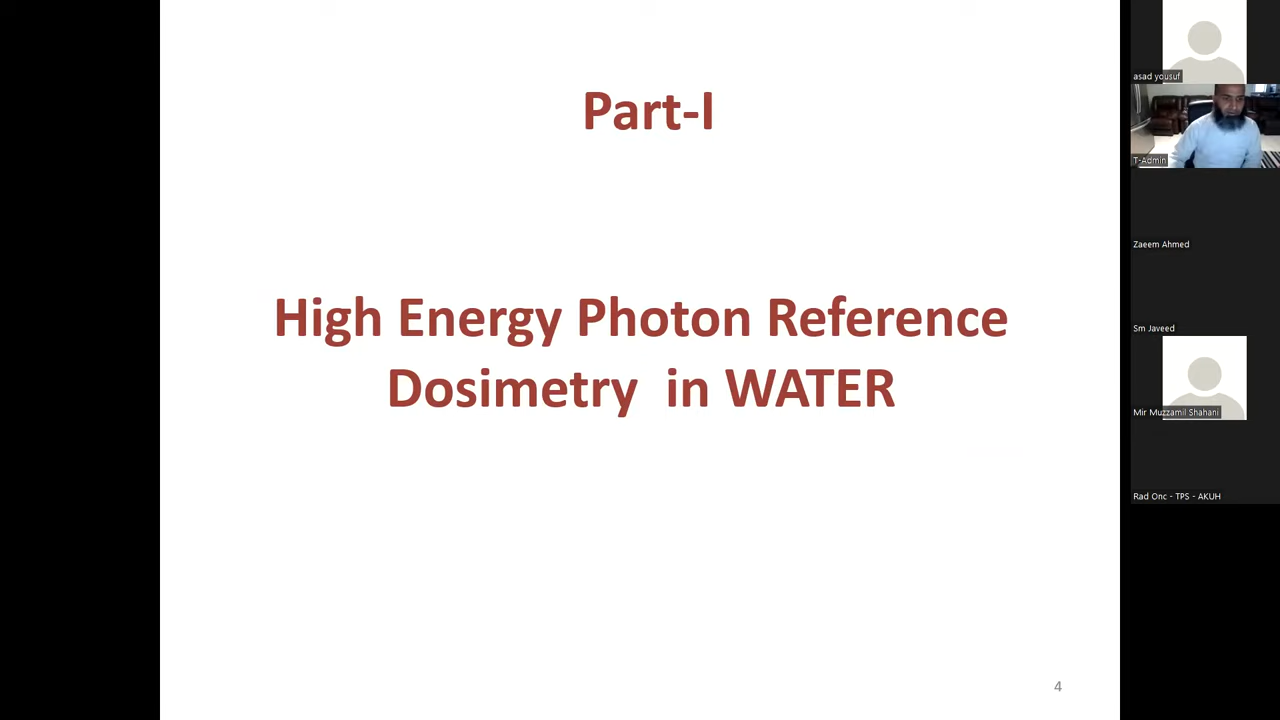 Part-I
High Energy Photon Reference
Dosimetry in WATER
4
asad yousuf
T-Admin
Zaeem Ahmed
Sm Javeed
Mir Muzzamil Shahani
Rad Onc - TPS - AKUH